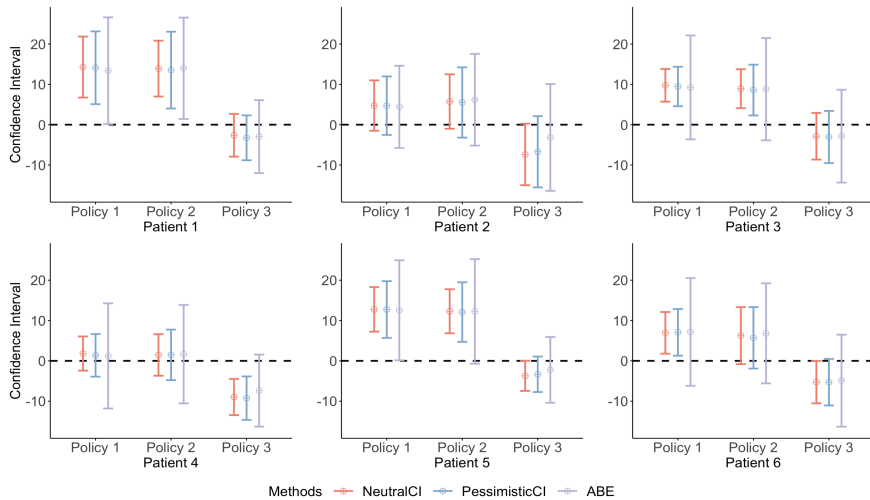 Confidence Interval
20
10
0
-10
Policy 1 Policy 2 Policy 3
Patient 1
20
10
0
-10
Policy 1 Policy 2 Policy 3
Patient 2
20
10
0
-10
Policy 1 Policy 2 Policy 3
Patient 3
Confidence Interval
20
10
0
-10
Policy 1 Policy 2 Policy 3
Patient 4
20
10
0
-10
Policy 1 Policy 2 Policy 3
Patient 5
20
10
0
-10
Policy 1 Policy 2 Policy 3
Patient 6
Methods NeutralCI PessimisticCI ABE